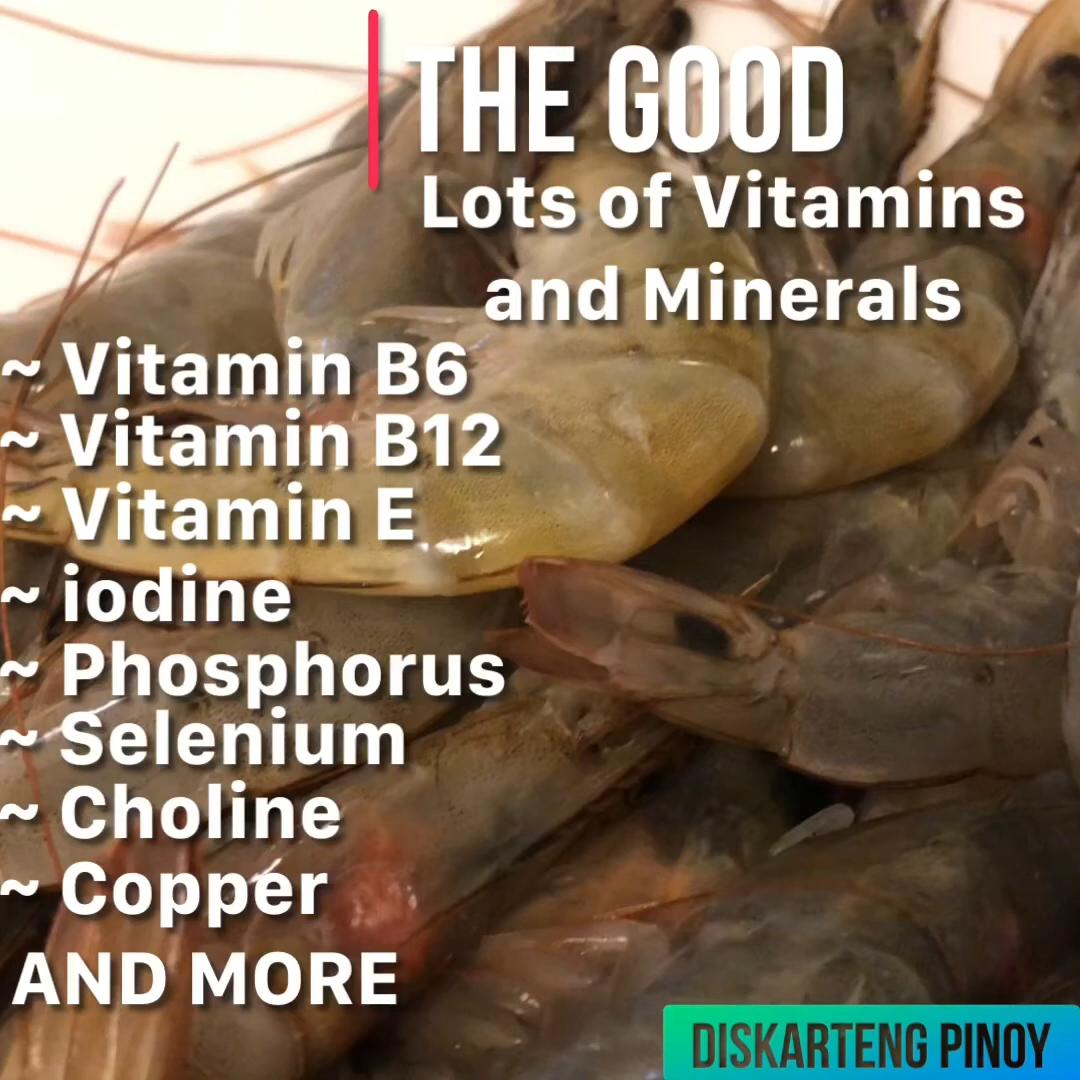 THE GOOD
Lots of Vitamins
and Minerals
~ Vitamin B6
~ Vitamin B12
~ Vitamin E
~ iodine
~ Phosphorus
~ Selenium
~ Choline
~ Copper
AND MORE
DISKARTENG PINOY